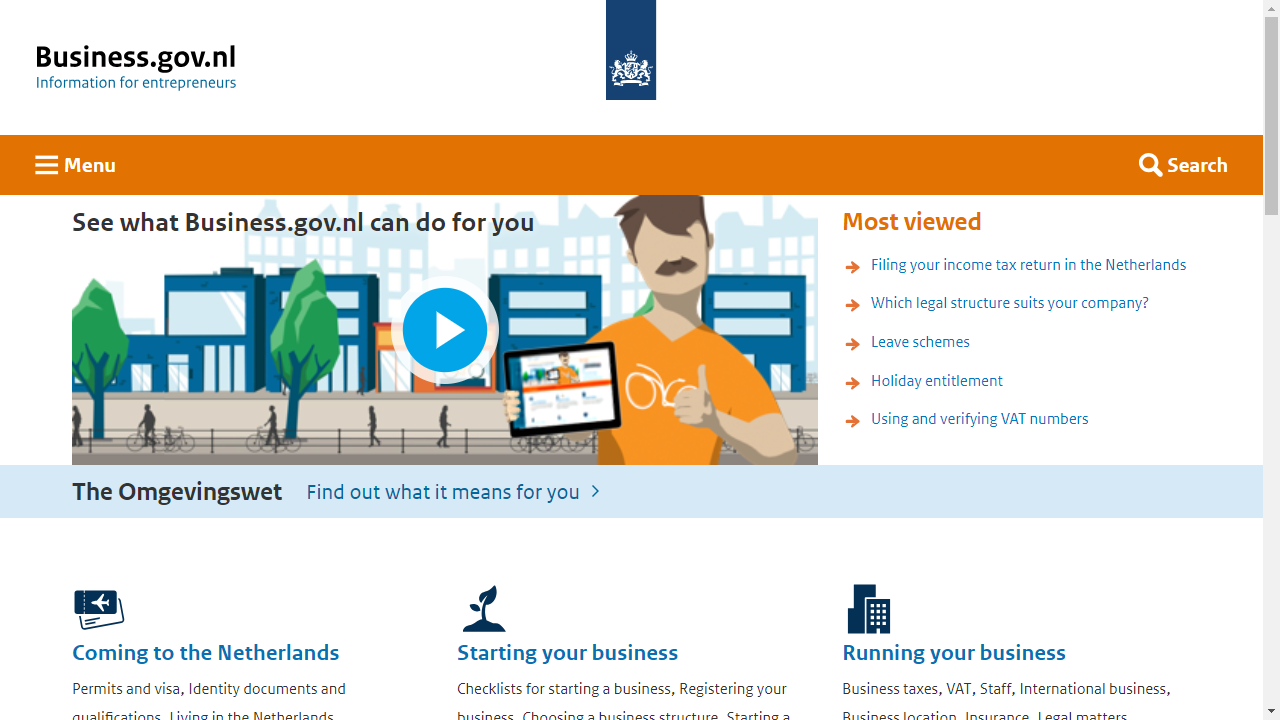 Business.gov.nl
Information for entrepreneurs
Menu
Search
See what Business.gov.nl can do for you
Most viewed
Filing your income tax return in the Netherlands
Which legal structure suits your company?
Leave schemes
Holiday entitlement
Using and verifying VAT numbers
The Omgevingswet
Find out what it means for you
Coming to the Netherlands
Permits and visa, Identity documents and
qualifications, Living in the Netherlands
Starting your business
Checklists for starting a business, Registering your
business, Choosing a business structure, Starting a
Running your business
Business taxes, VAT, Staff, International business,
Business location, Insurance, Legal matters